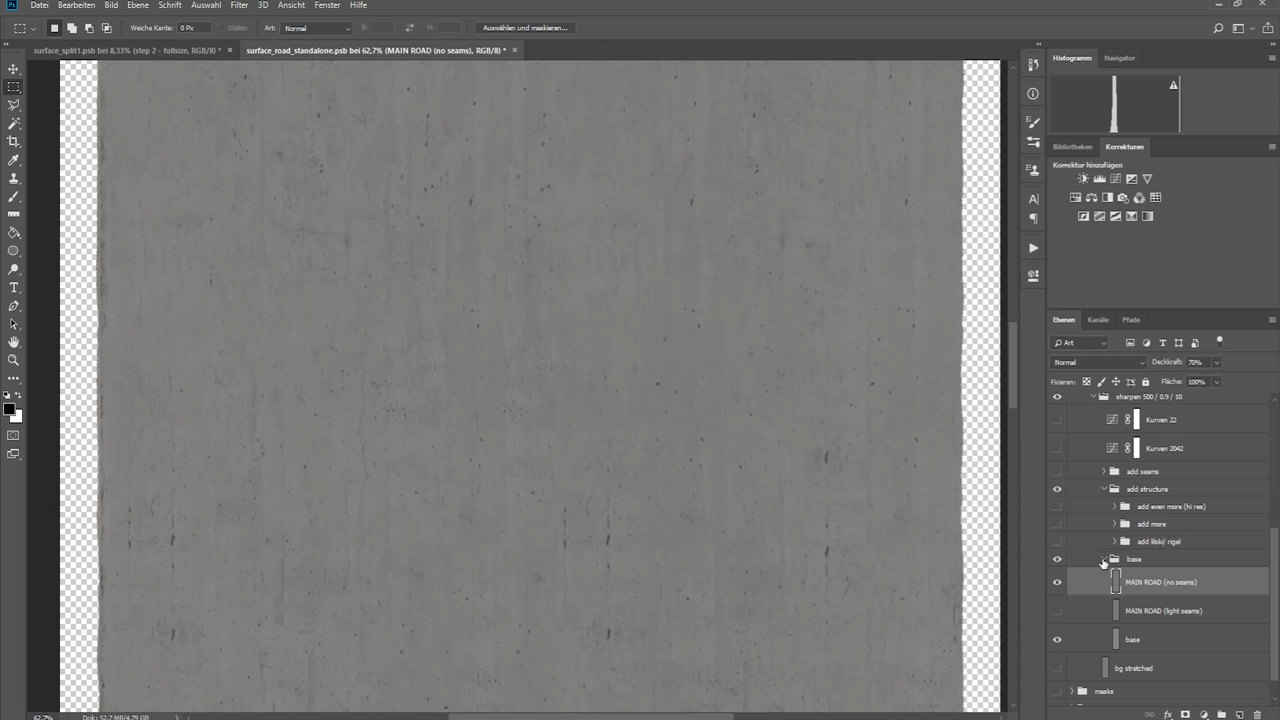 Ps Datei Bearbeiten Bild Ebene Schrift Auswahl Filter 3D Ansicht Fenster Hilfe
Weiche Kante: 0 Px Glätten Art: Normal B: H: Auswählen und maskieren...
surface_split1.psb bei 8,33% (step 2 - fullsize, RGB/8) * × surface_road_standalone.psb bei 62,7% (MAIN ROAD (no seams), RGB/8) * ×
Histogramm Navigator
Bibliotheken Korrekturen
Korrektur hinzufügen
Ebenen Kanäle Pfade
Art
Normal Deckkraft: 70%
Fixieren: Fläche: 100%
sharpen 500 / 0.9 / 10
Kurven 22
Kurven 2042
add seams
add structure
add even more (hi res)
add more
add liski/ rigel
base
MAIN ROAD (no seams)
MAIN ROAD (light seams)
base
bg stretched
masks
62,7% Dok: 52,7 MB/4,79 GB